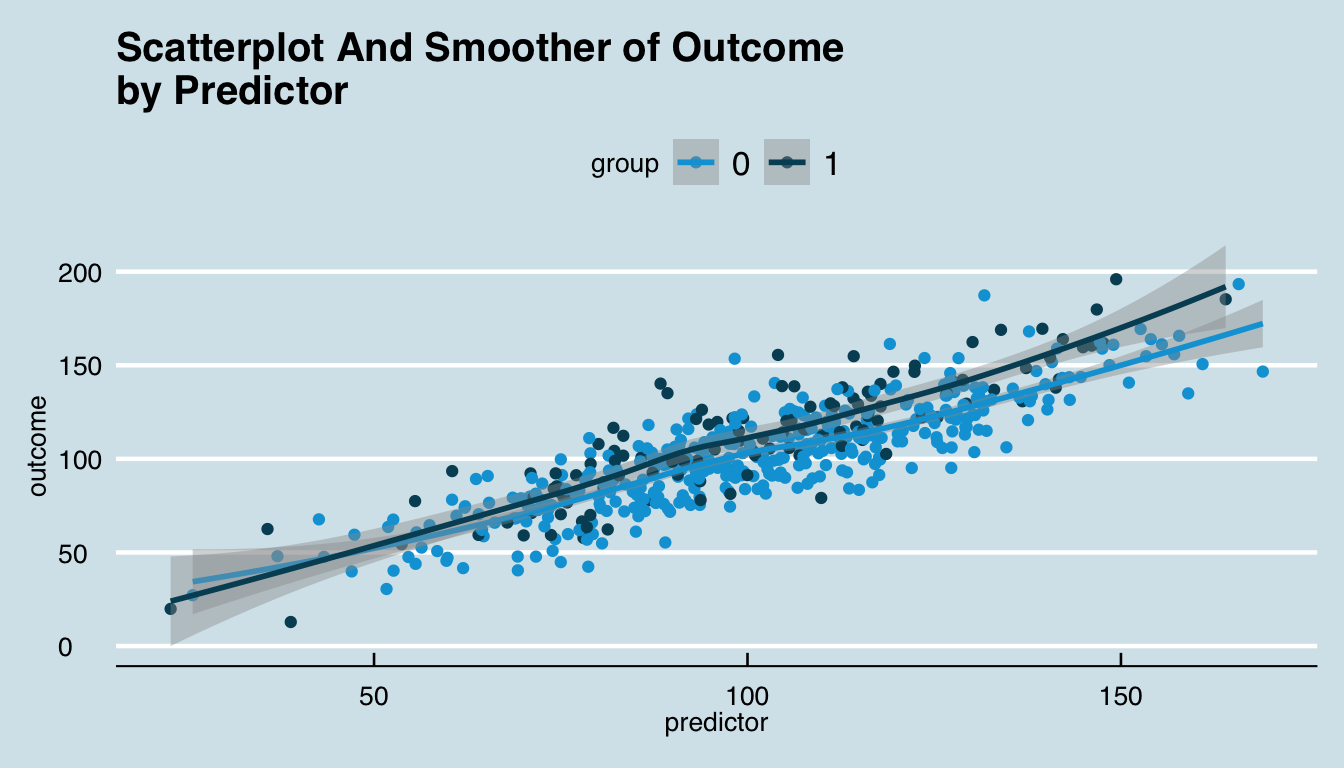 Scatterplot And Smoother of Outcome
by Predictor
group 0 1
200
150
100
50
0
outcome
50 100 150
predictor